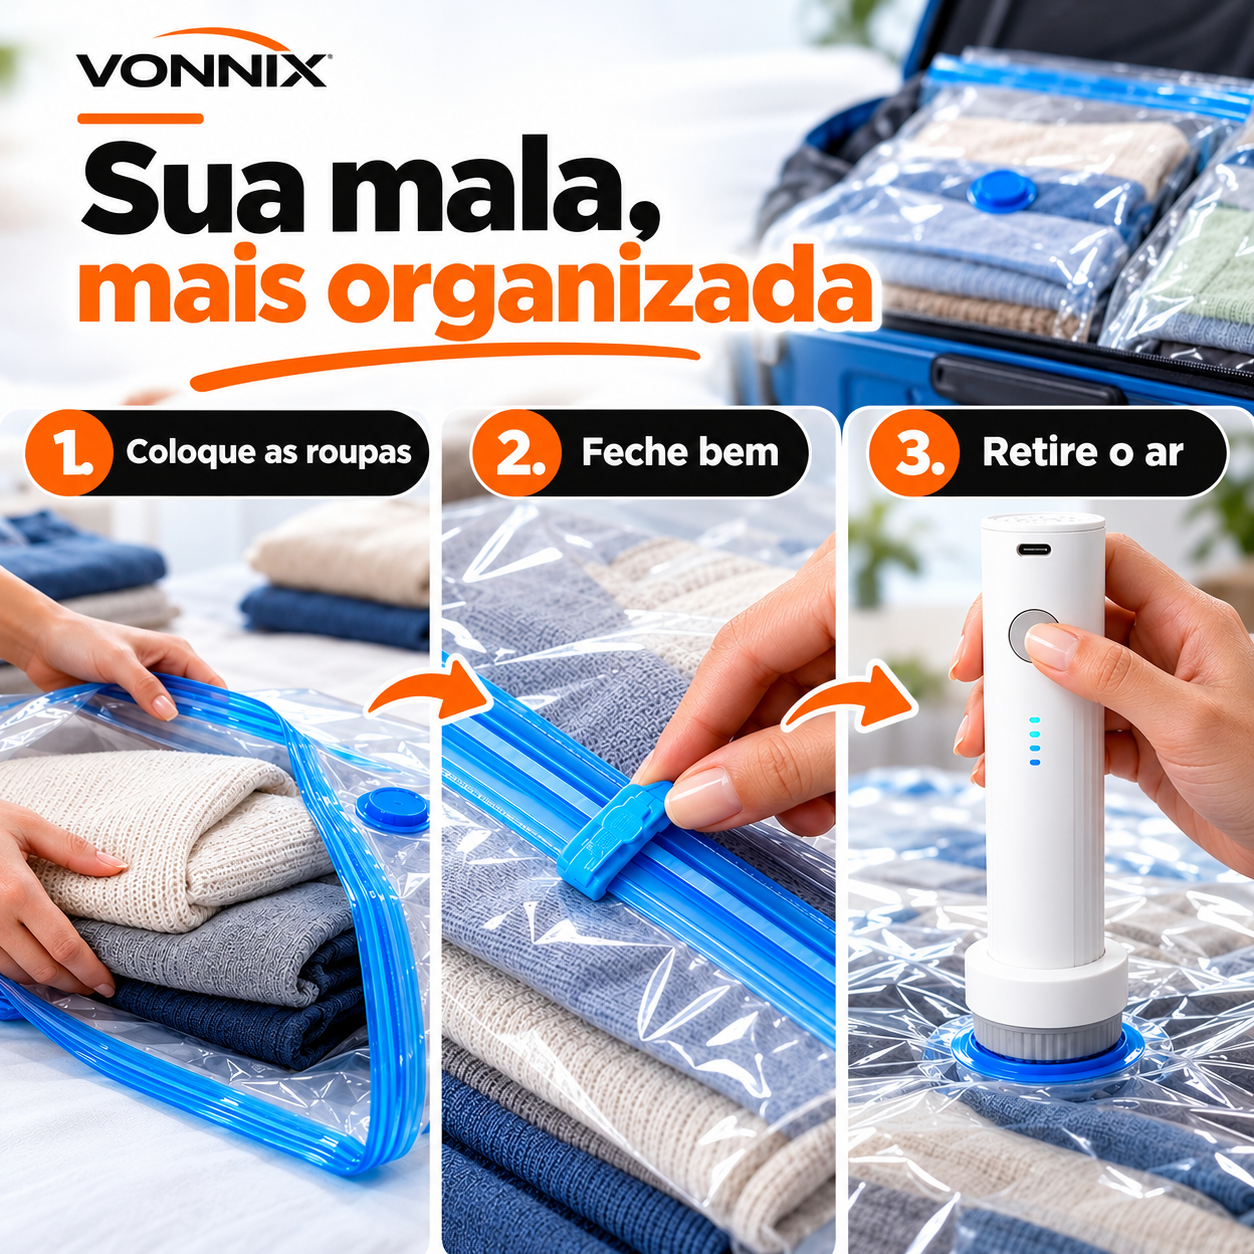 VONNIX
Sua mala,
mais organizada
1. Coloque as roupas
2. Feche bem
3. Retire o ar